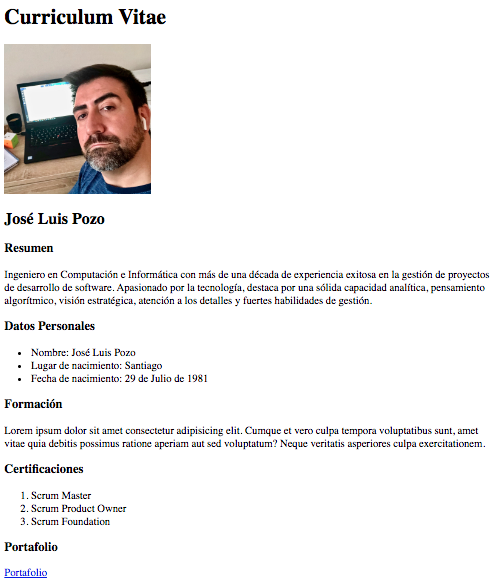 Curriculum Vitae
José Luis Pozo
Resumen
Ingeniero en Computación e Informática con más de una década de experiencia exitosa en la gestión de proyectos
de desarrollo de software. Apasionado por la tecnología, destaca por una sólida capacidad analítica, pensamiento
algorítmico, visión estratégica, atención a los detalles y fuertes habilidades de gestión.
Datos Personales
• Nombre: José Luis Pozo
• Lugar de nacimiento: Santiago
• Fecha de nacimiento: 29 de Julio de 1981
Formación
Lorem ipsum dolor sit amet consectetur adipisicing elit. Cumque et vero culpa tempora voluptatibus sunt, amet
vitae quia debitis possimus ratione aperiam aut sed voluptatum? Neque veritatis asperiores culpa exercitationem.
Certificaciones
1. Scrum Master
2. Scrum Product Owner
3. Scrum Foundation
Portafolio
Portafolio